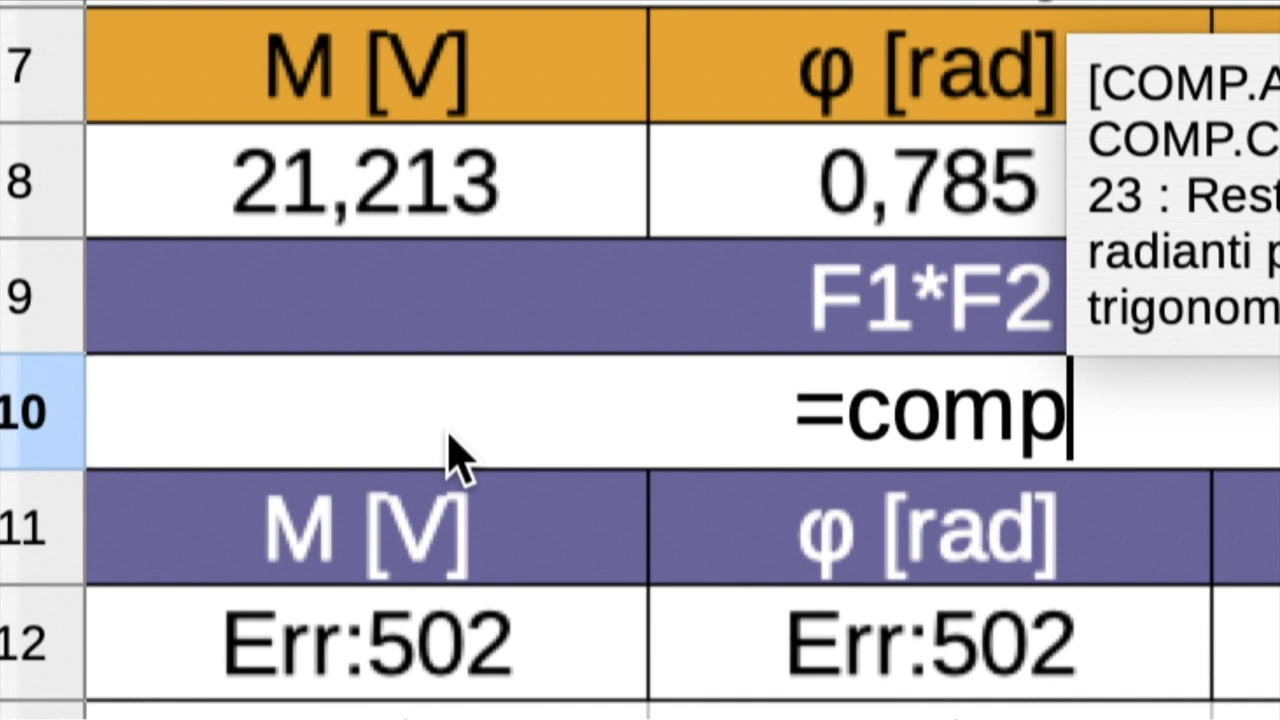 7 M [V] φ [rad]
8 21,213 0,785
9 F1*F2
10 =comp
11 M [V] φ [rad]
12 Err:502 Err:502
[COMP.A
COMP.C
23 : Rest
radianti p
trigonom